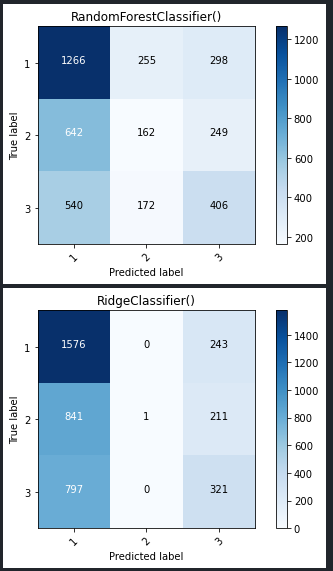 RandomForestClassifier()
1 1266 255 298
2 642 162 249
3 540 172 406
1 2 3
True label
Predicted label
1200
1000
800
600
400
200
RidgeClassifier()
1 1576 0 243
2 841 1 211
3 797 0 321
1 2 3
True label
Predicted label
1400
1200
1000
800
600
400
200
0